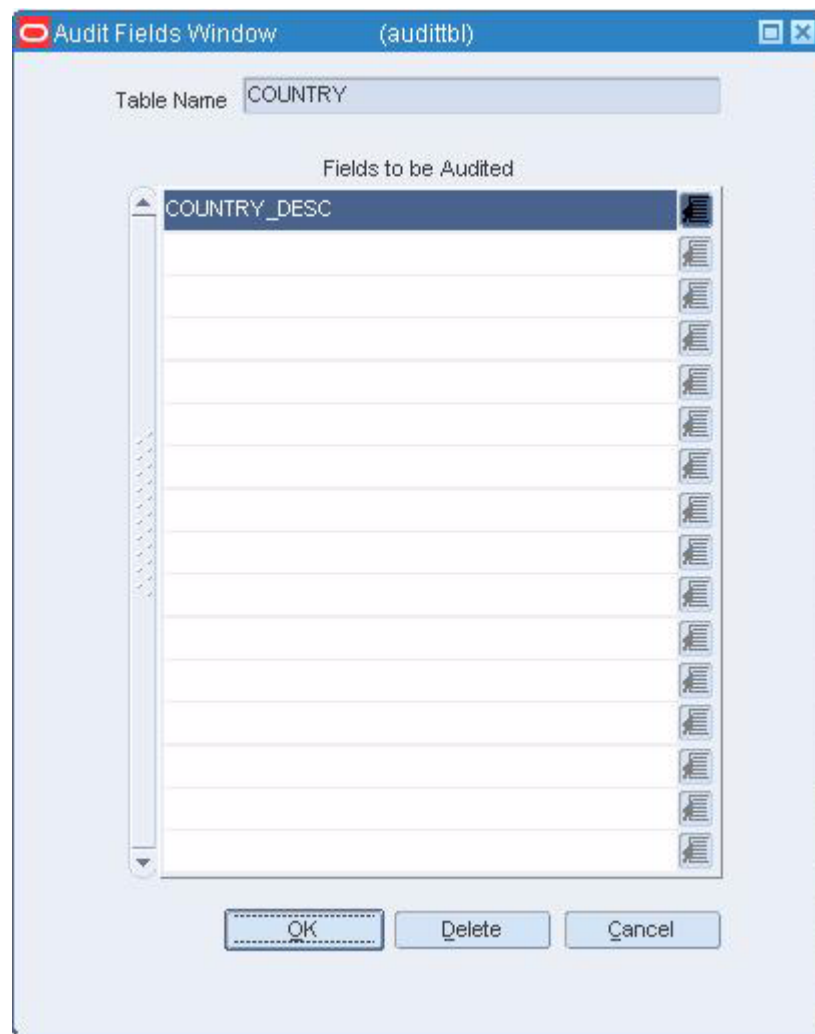 Audit Fields Window (audittbl)
Table Name COUNTRY
Fields to be Audited
COUNTRY_DESC
OK Delete Cancel